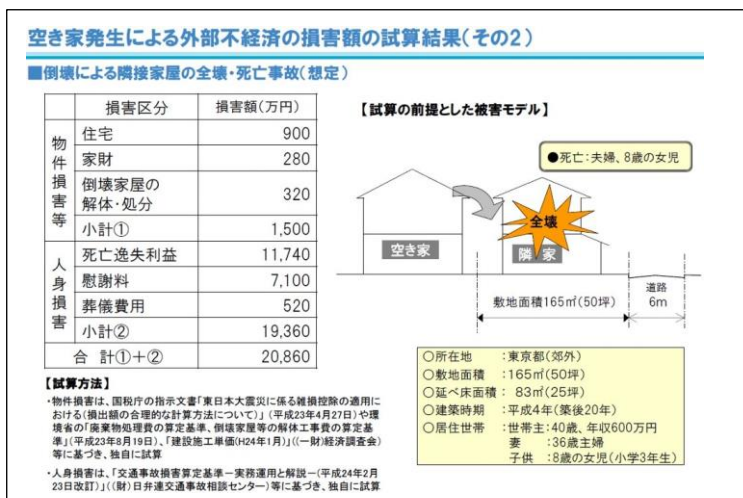 空き家発生による外部不経済の損害額の試算結果(その2)
■倒壊による隣接家屋の全壊・死亡事故(想定)
損害区分 損害額(万円)
物件損害等
住宅 900
家財 280
倒壊家屋の
解体・処分 320
小計① 1,500
人身損害
死亡逸失利益 11,740
慰謝料 7,100
葬儀費用 520
小計② 19,360
合 計①+② 20,860
【試算方法】
・物件損害は、国税庁の指示文書「東日本大震災に係る雑損控除の適用に
おける(損出額の合理的な計算方法について)」(平成23年4月27日)や環
境省の「廃棄物処理費の算定基準、倒壊家屋等の解体工事費の算定基
準」(平成23年8月19日)、「建設施工単価(H24年1月)」((一財)経済調査会)
等に基づき、独自に試算
・人身損害は、「交通事故損害算定基準-実務運用と解説-(平成24年2月
23日改訂)」((財)日弁連交通事故相談センター)等に基づき、独自に試算
【試算の前提とした被害モデル】
●死亡:夫婦、8歳の女児
全壊
空き家
隣 家
敷地面積165㎡(50坪)
道路
6m
○所在地 :東京都(郊外)
○敷地面積 :165㎡(50坪)
○延べ床面積: 83㎡(25坪)
○建築時期 :平成4年(築後20年)
○居住世帯 :世帯主:40歳、年収600万円
妻 :36歳主婦
子供 :8歳の女児(小学3年生)